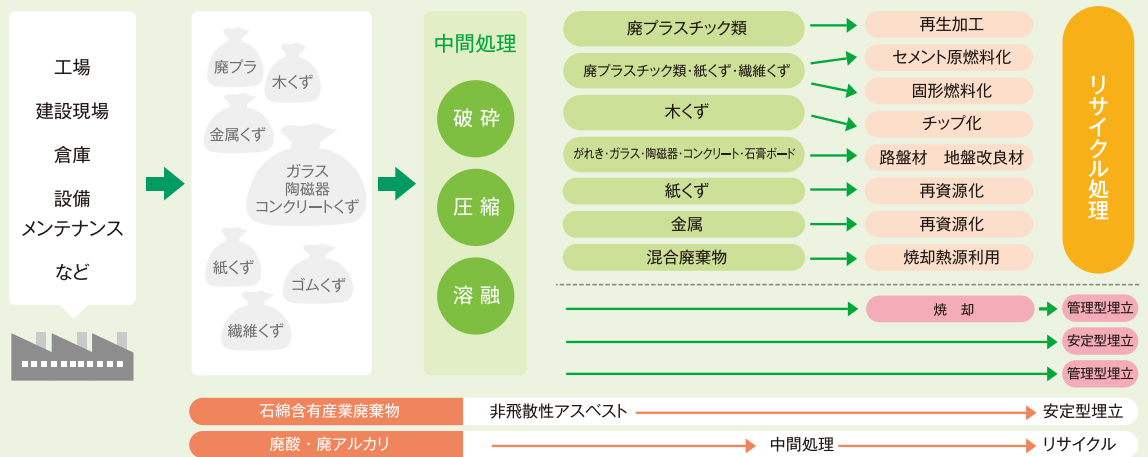 工場
建設現場
倉庫
設備
メンテナンス
など
廃プラ
木くず
金属くず
ガラス
陶磁器
コンクリートくず
紙くず
ゴムくず
繊維くず
中間処理
破砕
圧縮
溶融
廃プラスチック類
再生加工
廃プラスチック類・紙くず・繊維くず
セメント原燃料化
固形燃料化
木くず
チップ化
がれき・ガラス・陶磁器・コンクリート・石膏ボード
路盤材 地盤改良材
紙くず
再資源化
金属
再資源化
混合廃棄物
焼却熱源利用
リサイクル処理
焼 却
管理型埋立
安定型埋立
管理型埋立
石綿含有産業廃棄物
非飛散性アスベスト
安定型埋立
廃酸・廃アルカリ
中間処理
リサイクル